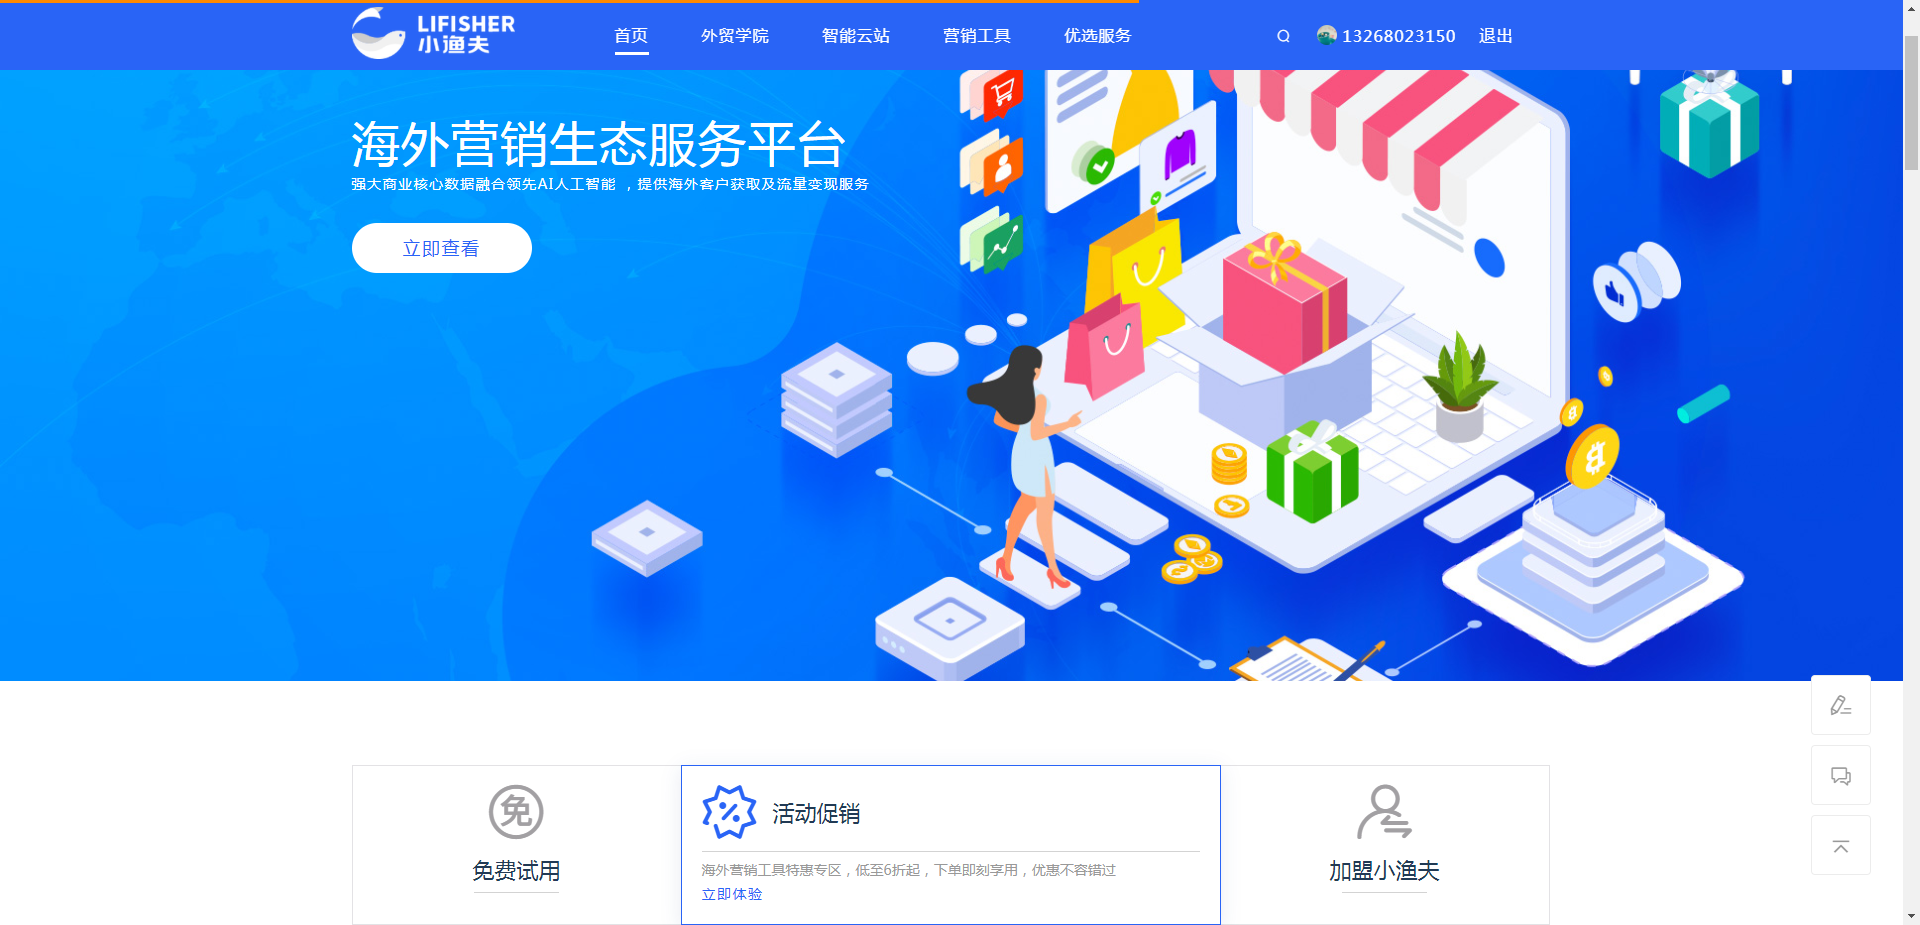 LIFISHER
小渔夫
首页
外贸学院
智能云站
营销工具
优选服务
13268023150
退出
海外营销生态服务平台
强大商业核心数据融合领先AI人工智能 ，提供海外客户获取及流量变现服务
立即查看
免
免费试用
活动促销
海外营销工具特惠专区，低至6折起，下单即刻享用，优惠不容错过
立即体验
加盟小渔夫